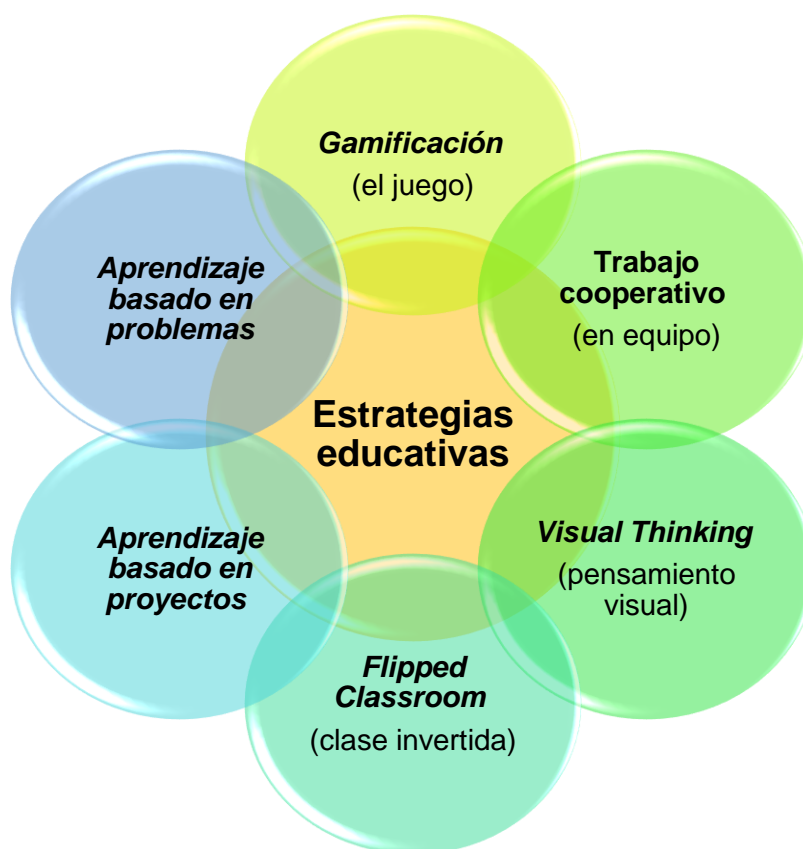 Gamificación
(el juego)
Trabajo
cooperativo
(en equipo)
Visual Thinking
(pensamiento
visual)
Flipped
Classroom
(clase invertida)
Aprendizaje
basado en
proyectos
Aprendizaje
basado en
problemas
Estrategias
educativas